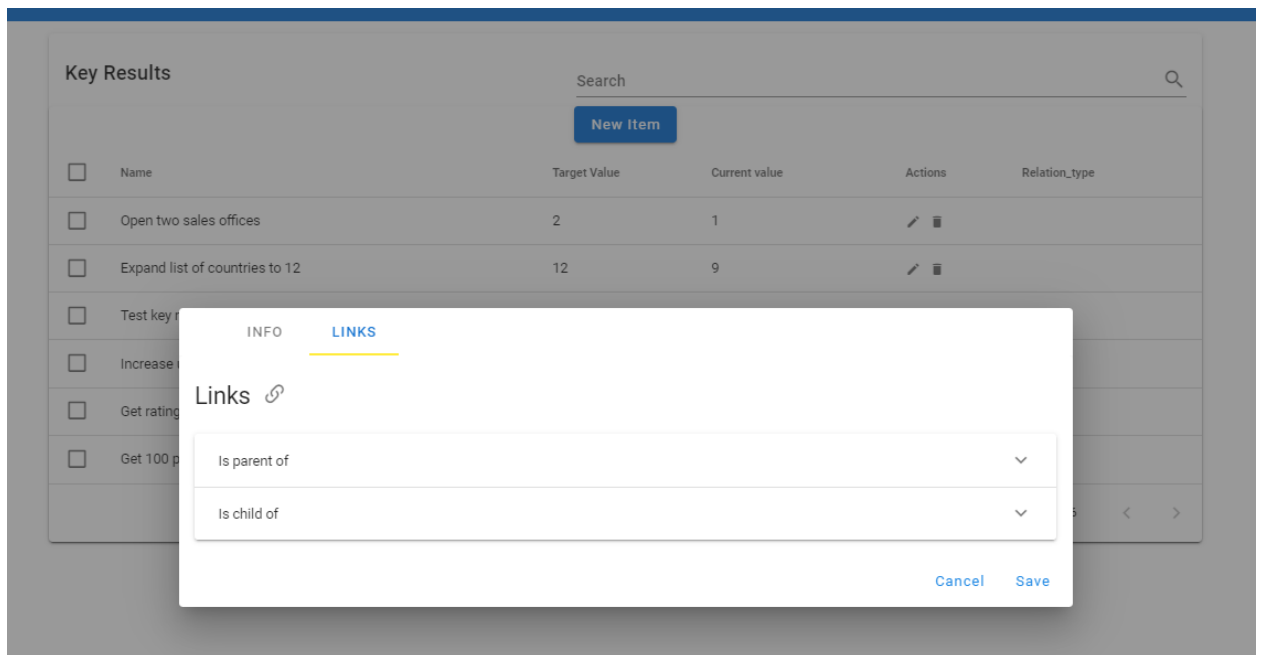 Key Results
Search
New Item
Name Target Value Current value Actions Relation_type
Open two sales offices 2 1
Expand list of countries to 12 12 9
Test key
INFO LINKS
Increase
Links
Get rating
Is parent of
Get 100
Is child of
Cancel Save